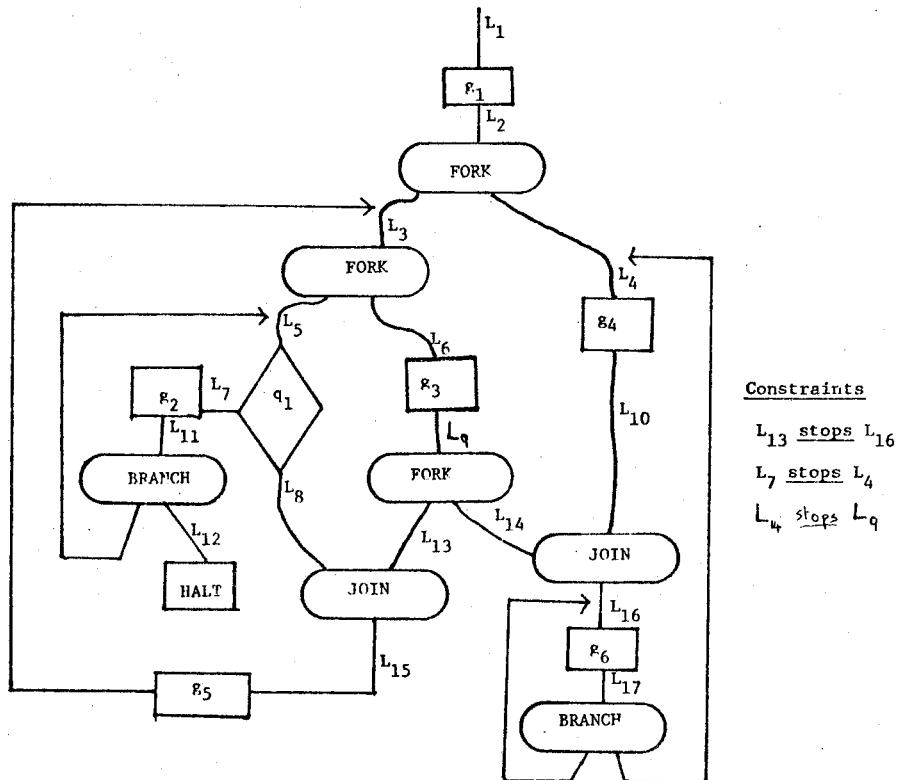 L1
g1
L2
FORK
L3
FORK
L4
L5
g4
L6
L7
q1
g3
g2
Constraints
L10
L11
L9
L13 stops L16
BRANCH
FORK
L7 stops L4
L8
L14
L4 stops L9
L12
L13
JOIN
HALT
JOIN
L16
g6
L15
L17
g5
BRANCH